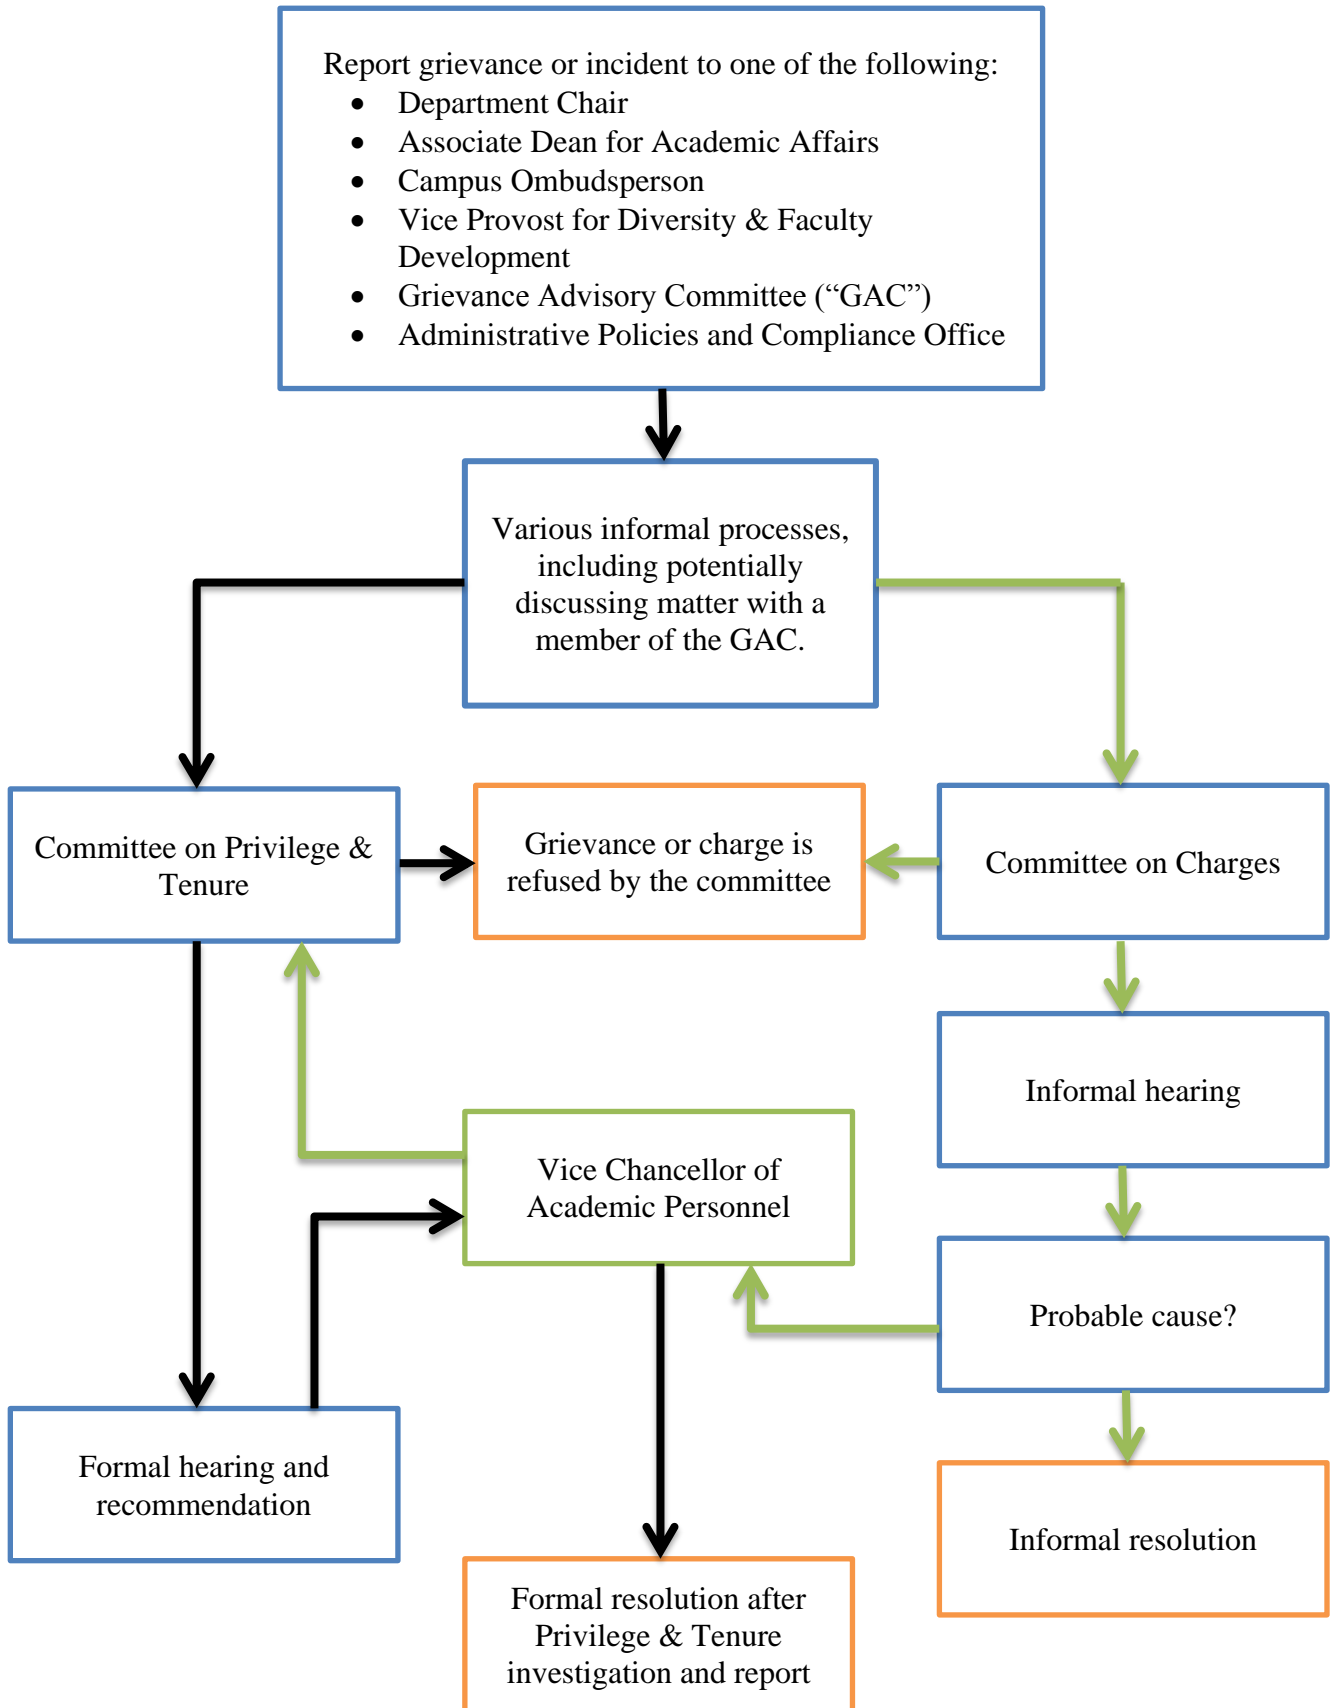 Report grievance or incident to one of the following:
• Department Chair
• Associate Dean for Academic Affairs
• Campus Ombudsperson
• Vice Provost for Diversity & Faculty
Development
• Grievance Advisory Committee (“GAC”)
• Administrative Policies and Compliance Office
Various informal processes,
including potentially
discussing matter with a
member of the GAC.
Committee on Privilege &
Tenure
Grievance or charge is
refused by the committee
Committee on Charges
Informal hearing
Vice Chancellor of
Academic Personnel
Probable cause?
Formal hearing and
recommendation
Informal resolution
Formal resolution after
Privilege & Tenure
investigation and report